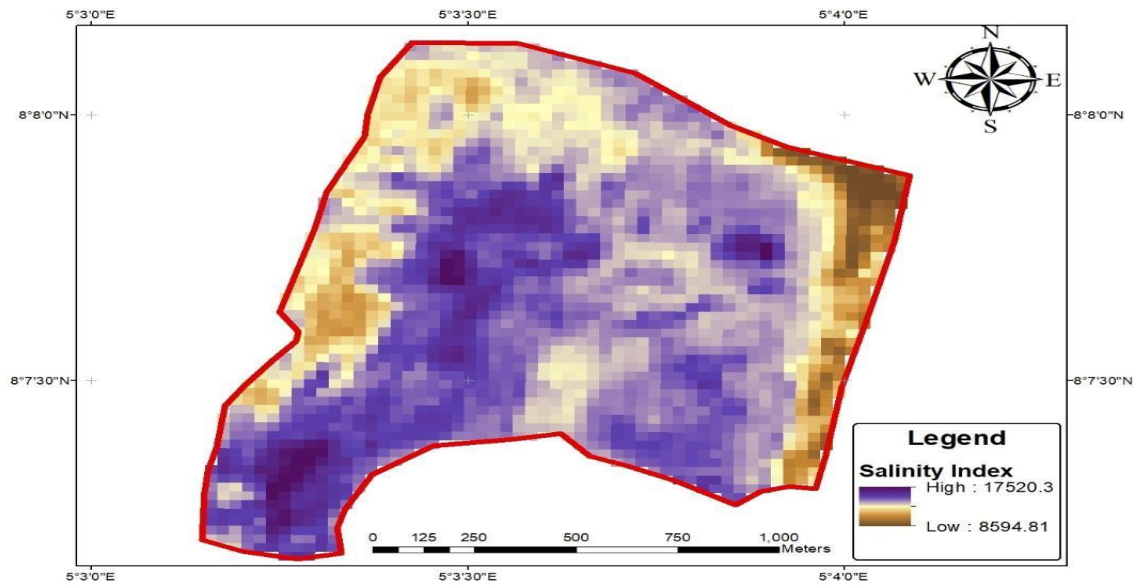 5°3'0"E 5°3'30"E 5°4'0"E
N
W E
S
8°8'0"N 8°8'0"N
8°7'30"N 8°7'30"N
Legend
Salinity Index
High : 17520.3
Low : 8594.81
0 125 250 500 750 1,000
Meters
5°3'0"E 5°3'30"E 5°4'0"E